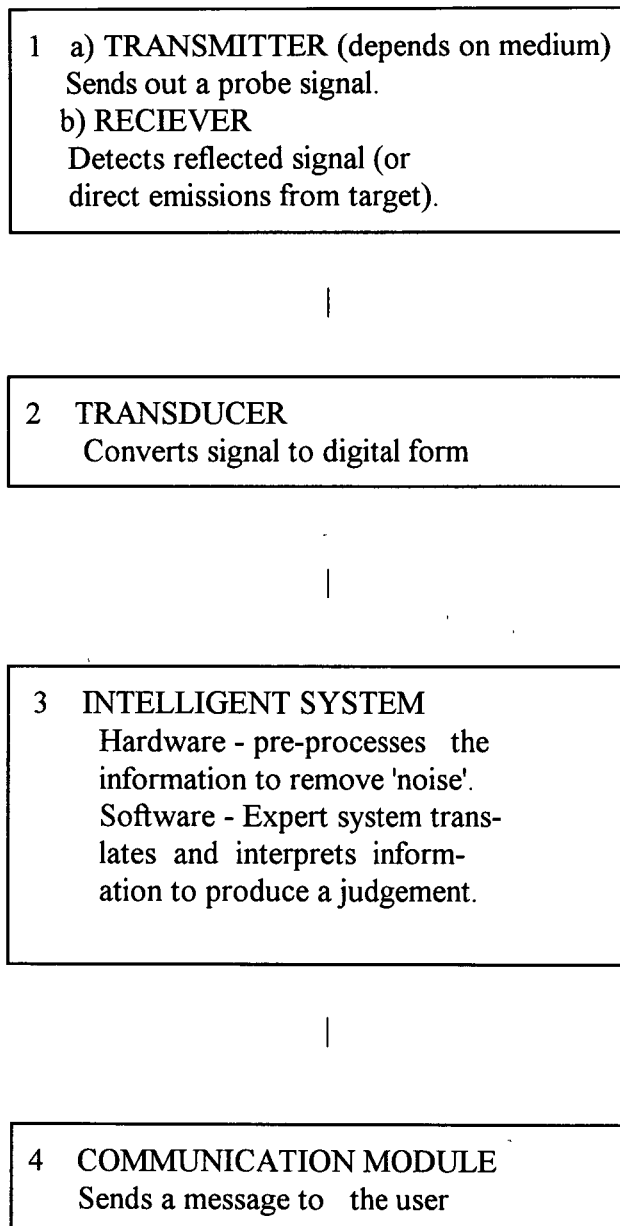 1 a) TRANSMITTER (depends on medium)
Sends out a probe signal.
b) RECIEVER
Detects reflected signal (or
direct emissions from target).
2 TRANSDUCER
Converts signal to digital form
3 INTELLIGENT SYSTEM
Hardware - pre-processes the
information to remove 'noise'.
Software - Expert system trans-
lates and interprets inform-
ation to produce a judgement.
4 COMMUNICATION MODULE
Sends a message to the user